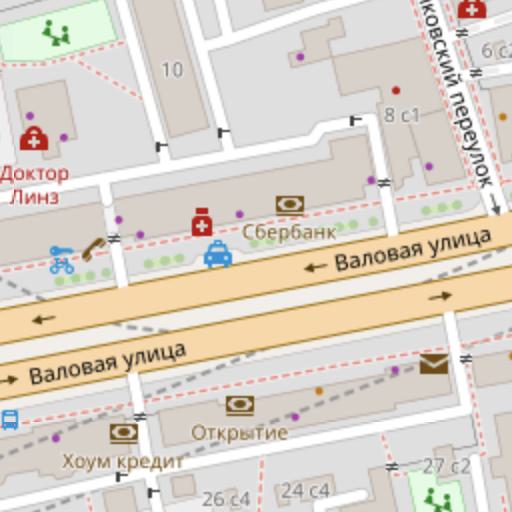 ковский переулок
6 с2
10
8 с1
Доктор
Линз
Сбербанк
Валовая улица
Валовая улица
Открытие
Хоум кредит
27 с2
24 с4
26 с4